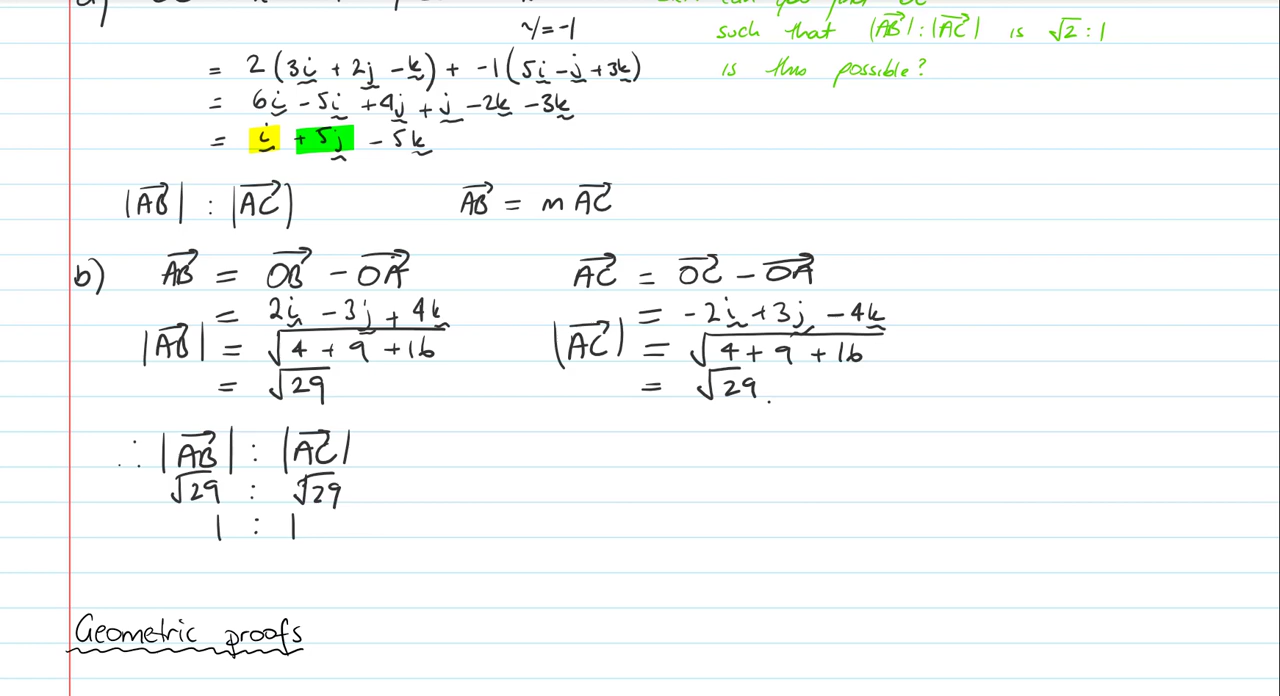 such that |AB| : |AC| is √2 : 1
γ = -1
= 2 (3i + 2j - k) + -1 (5i - j + 3k)
is this possible?
= 6i - 5i + 4j + j - 2k - 3k
= i + 5j - 5k
|AB| : |AC| AB = m AC
b) AB = OB - OA AC = OC - OA
= 2i - 3j + 4k = -2i + 3j - 4k
|AB| = √4 + 9 + 16 |AC| = √4 + 9 + 16
= √29 = √29.
∴ |AB| : |AC|
√29 : √29
1 : 1
Geometric proofs